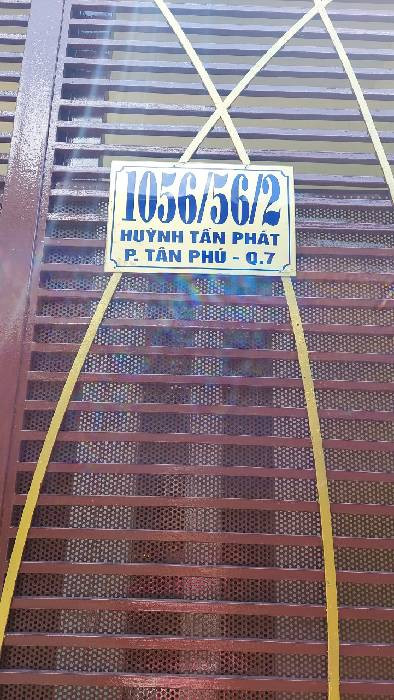 1056/56/2
HUỲNH TẤN PHÁT
P. TÂN PHÚ - Q.7